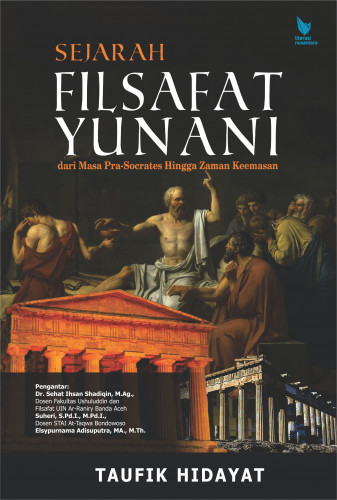 literasi
nusantara
SEJARAH
FILSAFAT
YUNANI
dari Masa Pra-Socrates Hingga Zaman Keemasan
Pengantar:
Dr. Sehat Ihsan Shadiqin, M.Ag.,
Dosen Fakultas Ushuluddin dan
Filsafat UIN Ar-Raniry Banda Aceh
Suheri, S.Pd.I., M.Pd.I.,
Dosen STAI At-Taqwa Bondowoso
Elsypurnama Adisuputra, MA., M.Th.
TAUFIK HIDAYAT